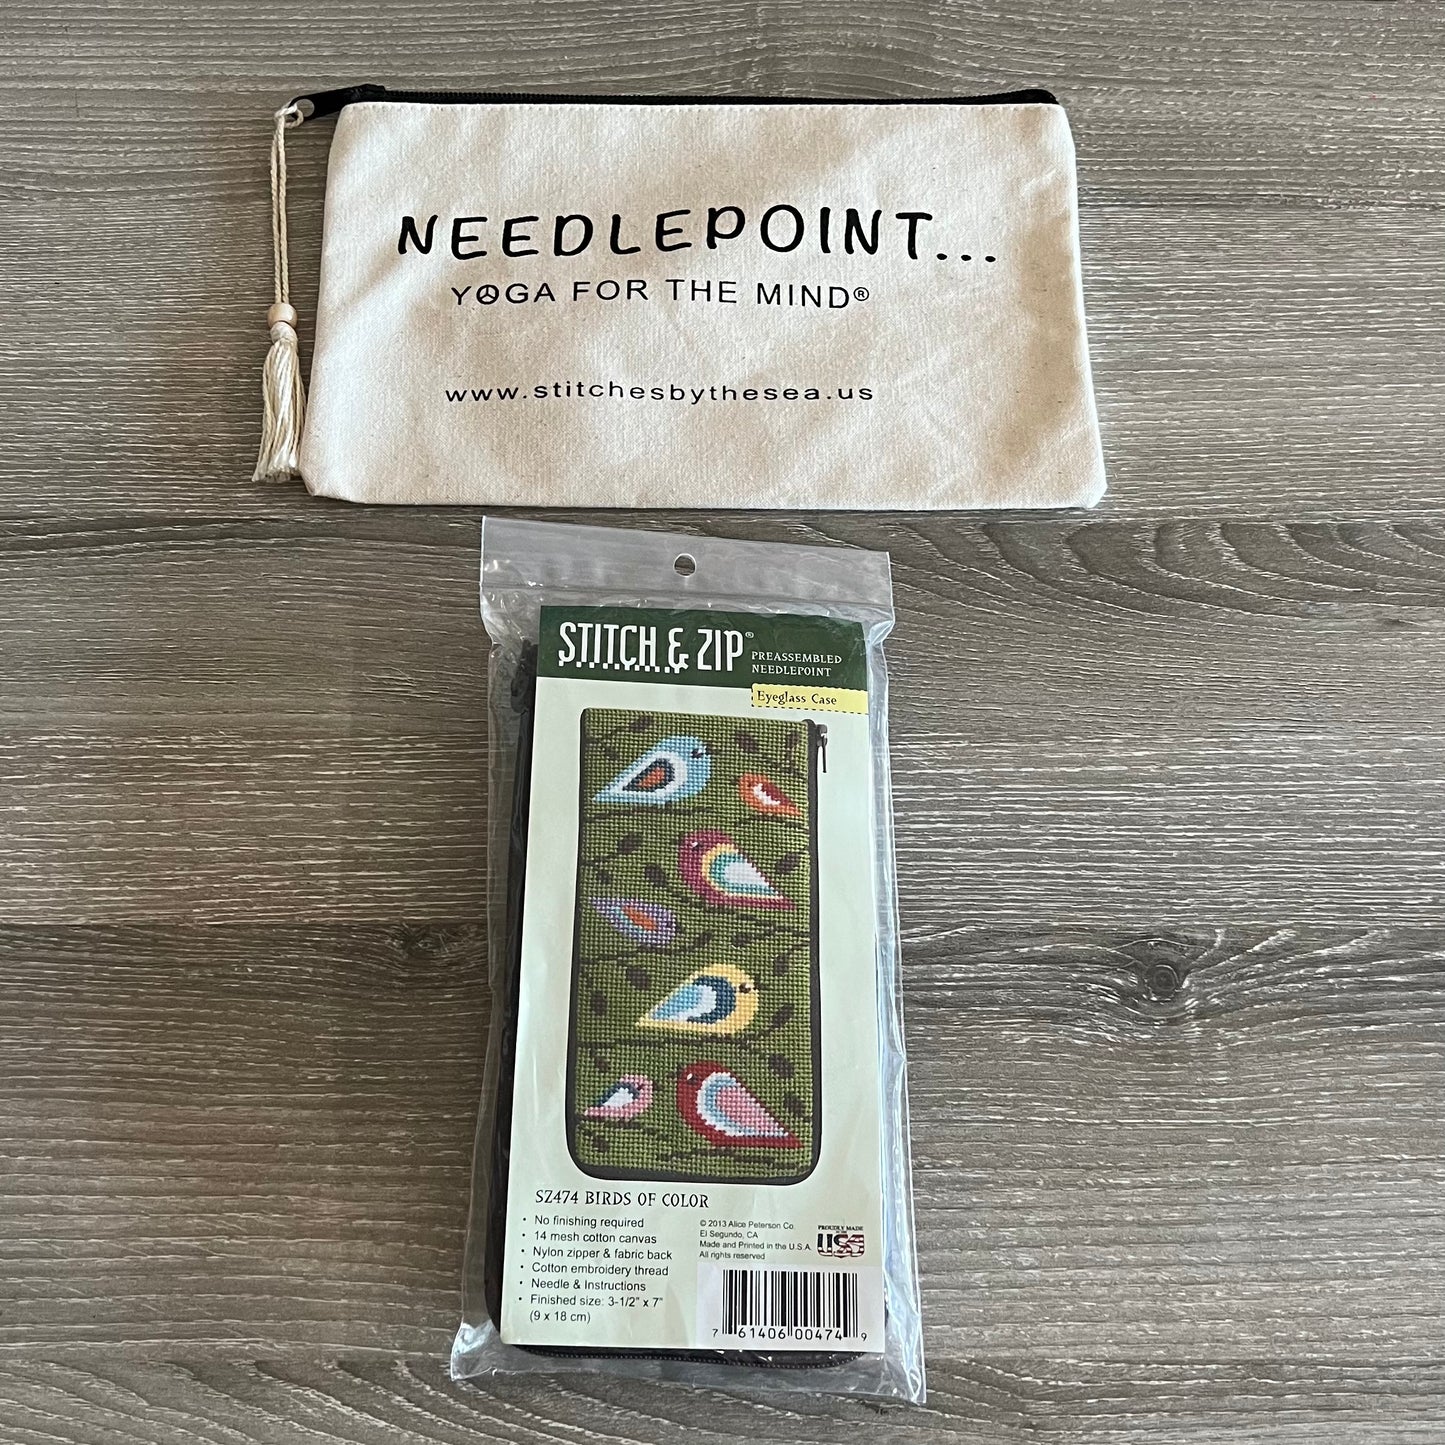 NEEDLEPOINT...
YOGA FOR THE MIND®
www.stitchesbythesea.us
STITCH & ZIP®
PREASSEMBLED
NEEDLEPOINT
Eyeglass Case
SZ474 BIRDS OF COLOR
• No finishing required
• 14 mesh cotton canvas
• Nylon zipper & fabric back
• Cotton embroidery thread
• Needle & Instructions
• Finished size: 3-1/2" x 7"
(9 x 18 cm)
© 2013 Alice Peterson Co.
El Segundo, CA
Made and Printed in the U.S.A.
All rights reserved
PROUDLY MADE
IN THE
USA
7 61406 00474 9